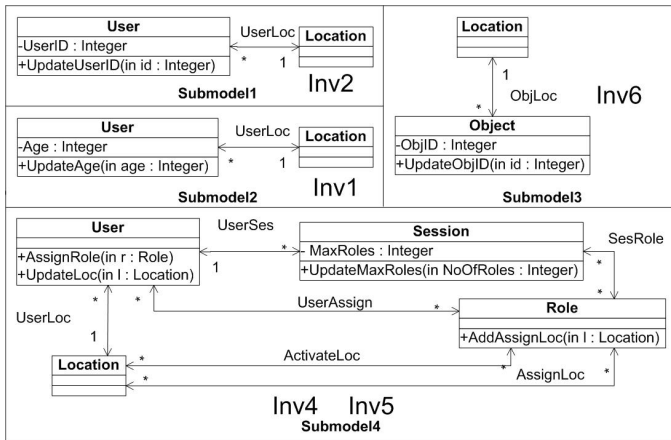 User
-UserID : Integer
+UpdateUserID(in id : Integer)
UserLoc
*
1
Location
Submodel1
Inv2
User
-Age : Integer
+UpdateAge(in age : Integer)
UserLoc
*
1
Location
Submodel2
Inv1
Location
1
*
ObjLoc
Inv6
Object
-ObjID : Integer
+UpdateObjID(in id : Integer)
Submodel3
User
+AssignRole(in r : Role)
+UpdateLoc(in l : Location)
UserSes
1
*
Session
- MaxRoles : Integer
+UpdateMaxRoles(in NoOfRoles : Integer)
SesRole
*
*
UserAssign
*
*
Role
+AddAssignLoc(in l : Location)
UserLoc
*
1
Location
ActivateLoc
*
*
AssignLoc
*
*
Inv4 Inv5
Submodel4